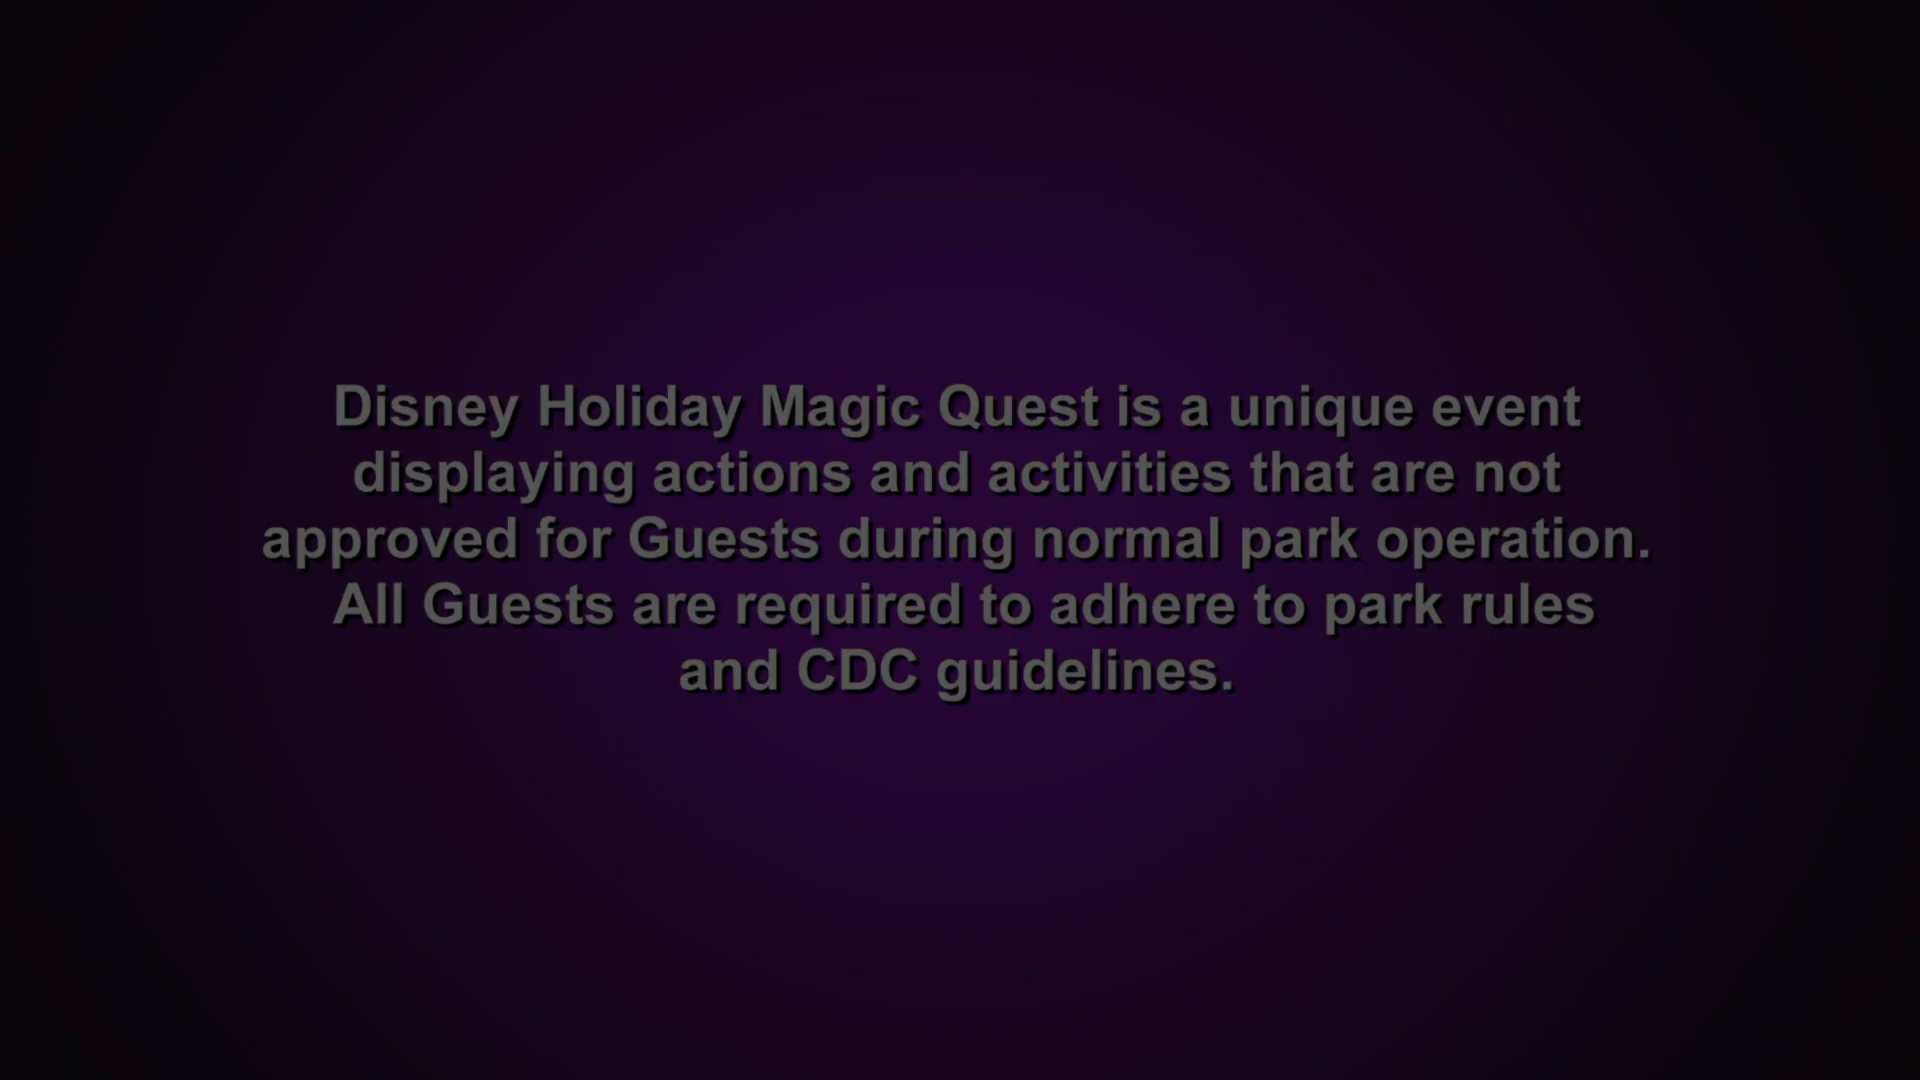 Disney Holiday Magic Quest is a unique event
displaying actions and activities that are not
approved for Guests during normal park operation.
All Guests are required to adhere to park rules
and CDC guidelines.